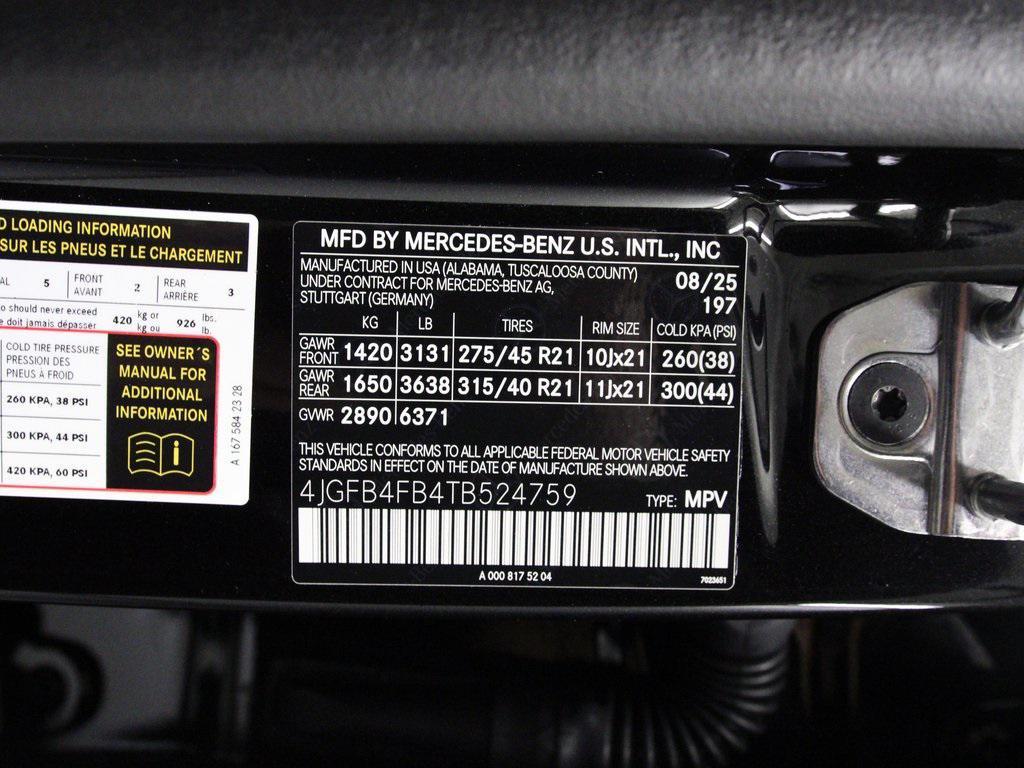 D LOADING INFORMATION
SUR LES PNEUS ET LE CHARGEMENT
AL 5 FRONT AVANT 2 REAR ARRIÈRE 3
o should never exceed
e doit jamais dépasser 420 kg or kg ou 926 lbs. lb.
COLD TIRE PRESSURE
PRESSION DES
PNEUS A FROID
260 KPA, 38 PSI
300 KPA, 44 PSI
420 KPA, 60 PSI
SEE OWNER´S
MANUAL FOR
ADDITIONAL
INFORMATION
i
A 167 584 23 28
MFD BY MERCEDES-BENZ U.S. INTL., INC
MANUFACTURED IN USA (ALABAMA, TUSCALOOSA COUNTY)
UNDER CONTRACT FOR MERCEDES-BENZ AG,
STUTTGART (GERMANY)
08/25
197
KG LB TIRES RIM SIZE COLD KPA(PSI)
GAWR FRONT 1420 3131 275/45 R21 10Jx21 260(38)
GAWR REAR 1650 3638 315/40 R21 11Jx21 300(44)
GVWR 2890 6371
THIS VEHICLE CONFORMS TO ALL APPLICABLE FEDERAL MOTOR VEHICLE SAFETY
STANDARDS IN EFFECT ON THE DATE OF MANUFACTURE SHOWN ABOVE.
4JGFB4FB4TB524759 TYPE: MPV
A 000 817 52 04
7023651